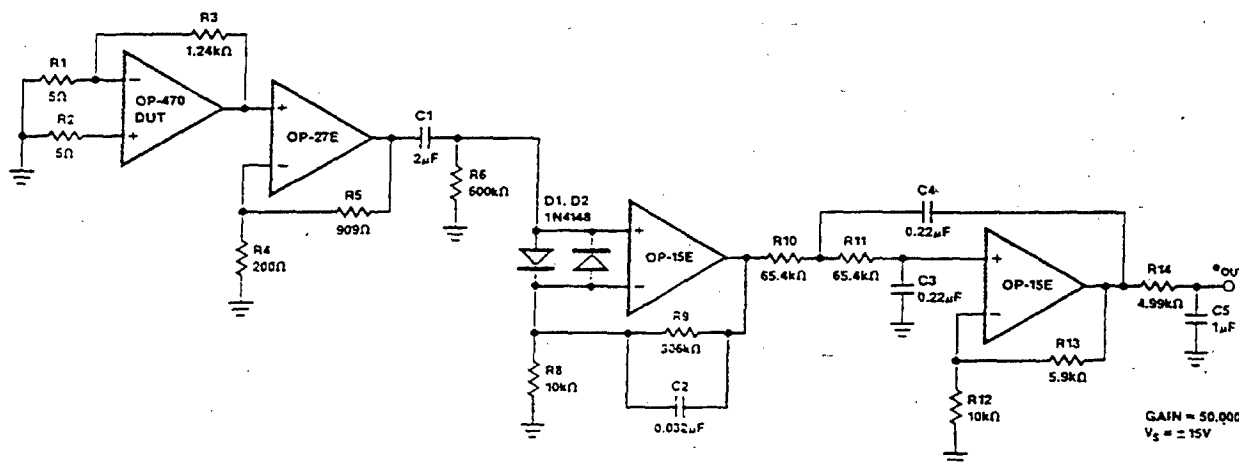 R1
5Ω
R2
5Ω
R3
1.24kΩ
−
+
OP-470
DUT
+
−
OP-27E
R5
909Ω
R4
200Ω
C1
2μF
R6
600kΩ
D1, D2
1N4148
+
−
OP-15E
R9
306kΩ
R8
10kΩ
C2
0.032μF
R10
65.4kΩ
R11
65.4kΩ
C4
0.22μF
C3
0.22μF
+
−
OP-15E
R13
5.9kΩ
R12
10kΩ
R14
4.99kΩ
eOUT
C5
1μF
GAIN = 50,000
VS = ±15V